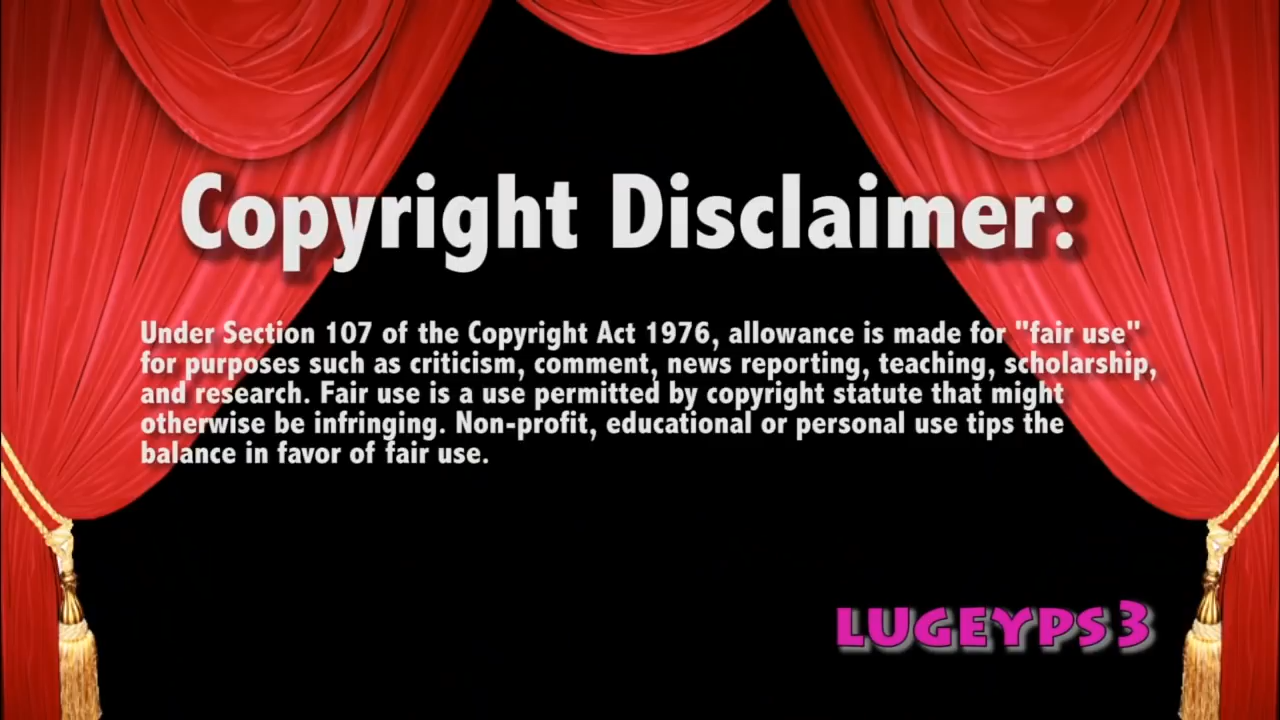 Copyright Disclaimer:
Under Section 107 of the Copyright Act 1976, allowance is made for "fair use"
for purposes such as criticism, comment, news reporting, teaching, scholarship,
and research. Fair use is a use permitted by copyright statute that might
otherwise be infringing. Non-profit, educational or personal use tips the
balance in favor of fair use.
LUGEYPS3